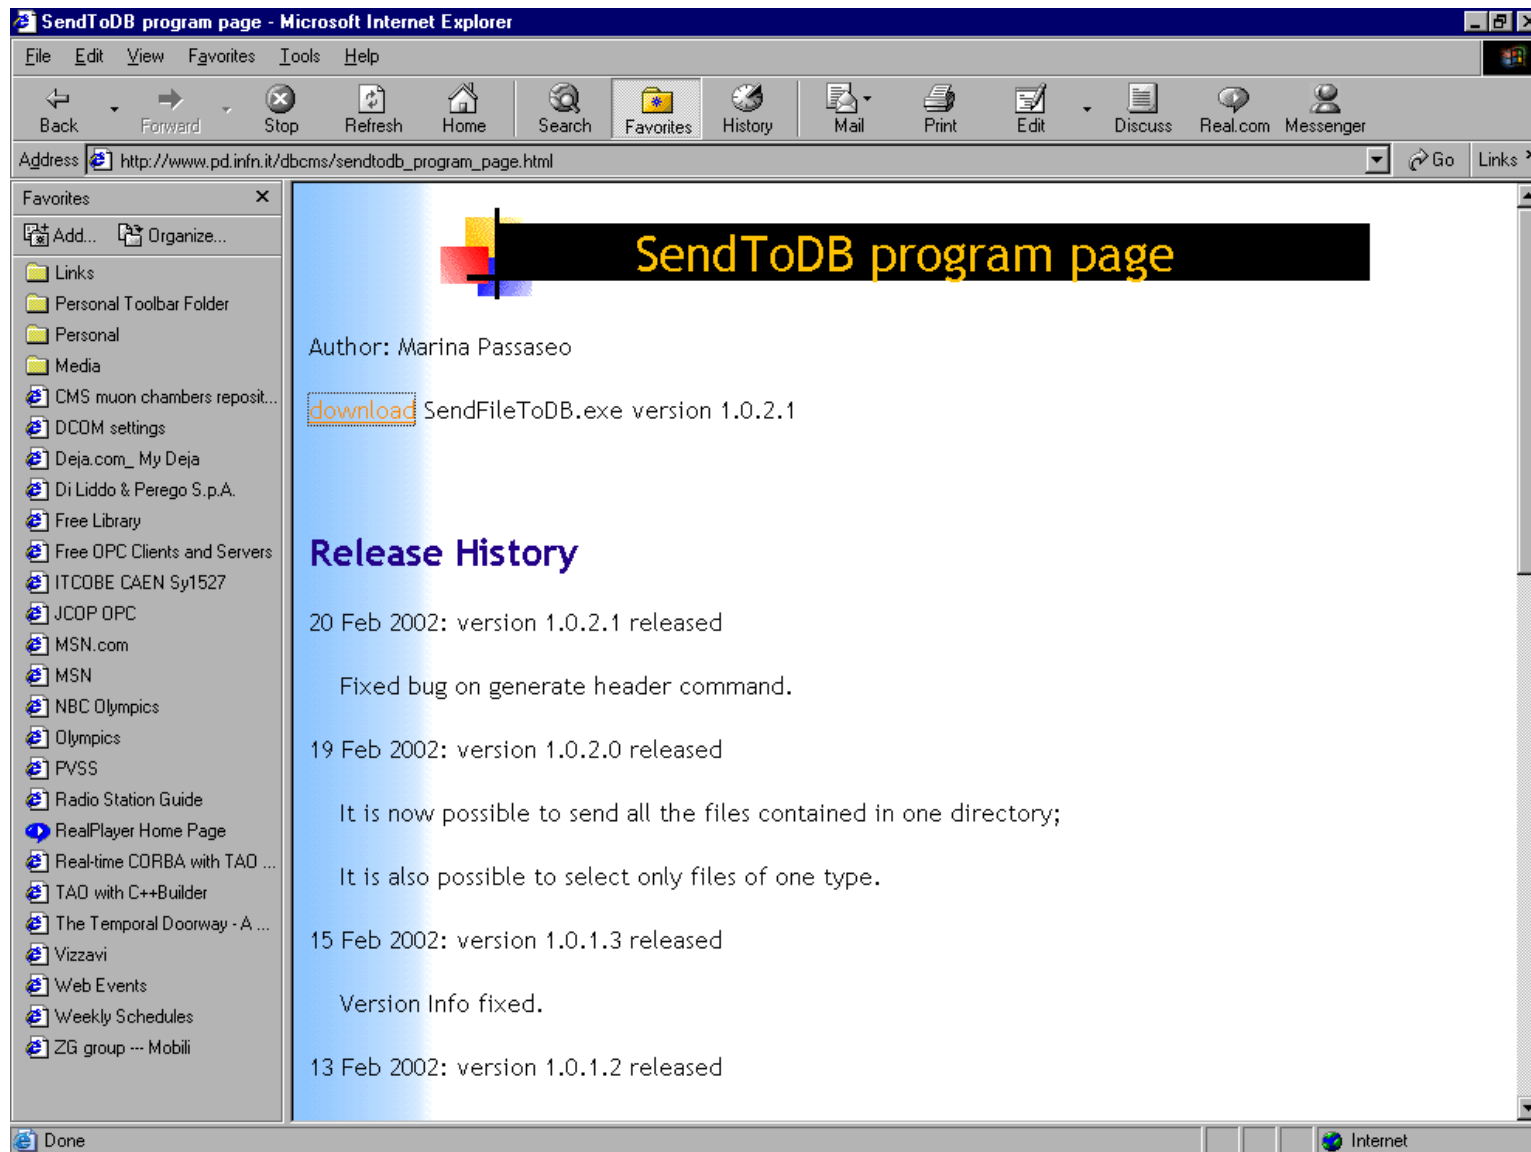 SendToDB program page - Microsoft Internet Explorer
File Edit View Favorites Tools Help
Back Forward Stop Refresh Home Search Favorites History Mail Print Edit Discuss Real.com Messenger
Address http://www.pd.infn.it/dbcms/sendtodb_program_page.html Go Links
Favorites
Add... Organize...
Links
Personal Toolbar Folder
Personal
Media
CMS muon chambers reposit...
DCOM settings
Deja.com_ My Deja
Di Liddo & Perego S.p.A.
Free Library
Free OPC Clients and Servers
ITCOBE CAEN Sy1527
JCOP OPC
MSN.com
MSN
NBC Olympics
Olympics
PVSS
Radio Station Guide
RealPlayer Home Page
Real-time CORBA with TAO ...
TAO with C++Builder
The Temporal Doorway - A ...
Vizzavi
Web Events
Weekly Schedules
ZG group --- Mobili
SendToDB program page
Author: Marina Passaseo
download SendFileToDB.exe version 1.0.2.1
Release History
20 Feb 2002: version 1.0.2.1 released
Fixed bug on generate header command.
19 Feb 2002: version 1.0.2.0 released
It is now possible to send all the files contained in one directory;
It is also possible to select only files of one type.
15 Feb 2002: version 1.0.1.3 released
Version Info fixed.
13 Feb 2002: version 1.0.1.2 released
Done
Internet